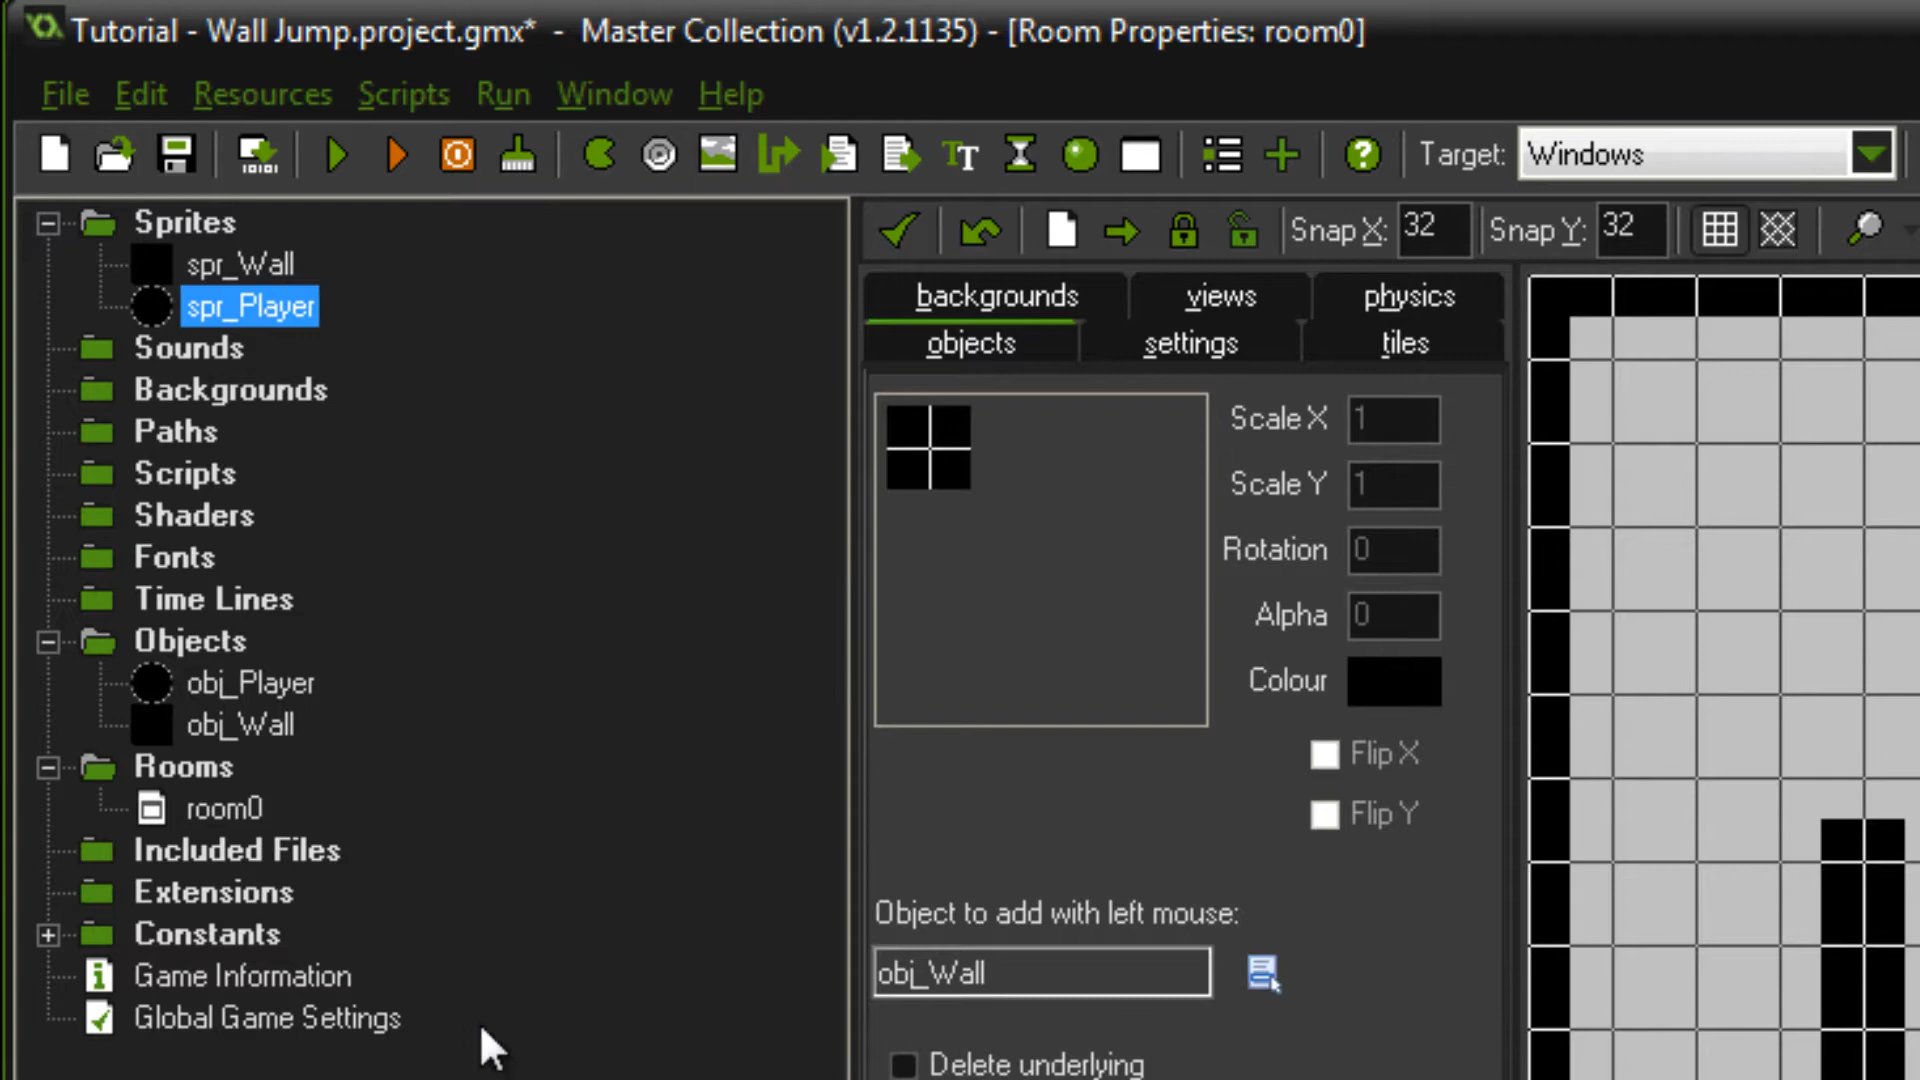 Tutorial - Wall Jump.project.gmx* - Master Collection (v1.2.1135) - [Room Properties: room0]
File Edit Resources Scripts Run Window Help
Target: Windows
Sprites
spr_Wall
spr_Player
Sounds
Backgrounds
Paths
Scripts
Shaders
Fonts
Time Lines
Objects
obj_Player
obj_Wall
Rooms
room0
Included Files
Extensions
Constants
Game Information
Global Game Settings
Snap X: 32 Snap Y: 32
backgrounds views physics
objects settings tiles
Scale X 1
Scale Y 1
Rotation 0
Alpha 0
Colour
Flip X
Flip Y
Object to add with left mouse:
obj_Wall
Delete underlying